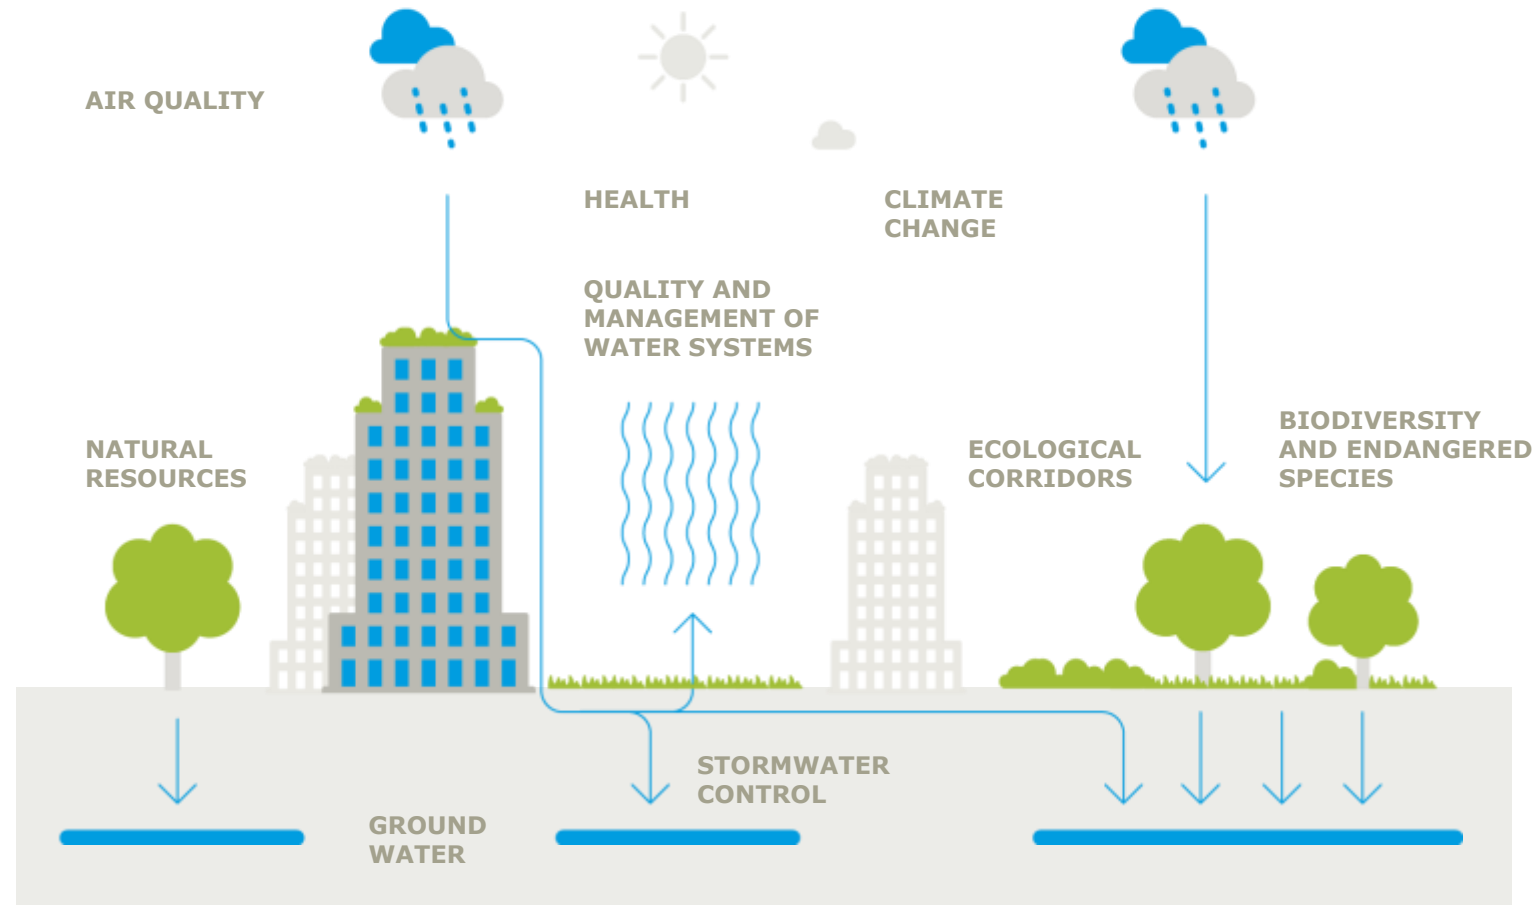 AIR QUALITY
HEALTH
CLIMATE
CHANGE
QUALITY AND
MANAGEMENT OF
WATER SYSTEMS
NATURAL
RESOURCES
ECOLOGICAL
CORRIDORS
BIODIVERSITY
AND ENDANGERED
SPECIES
STORMWATER
CONTROL
GROUND
WATER